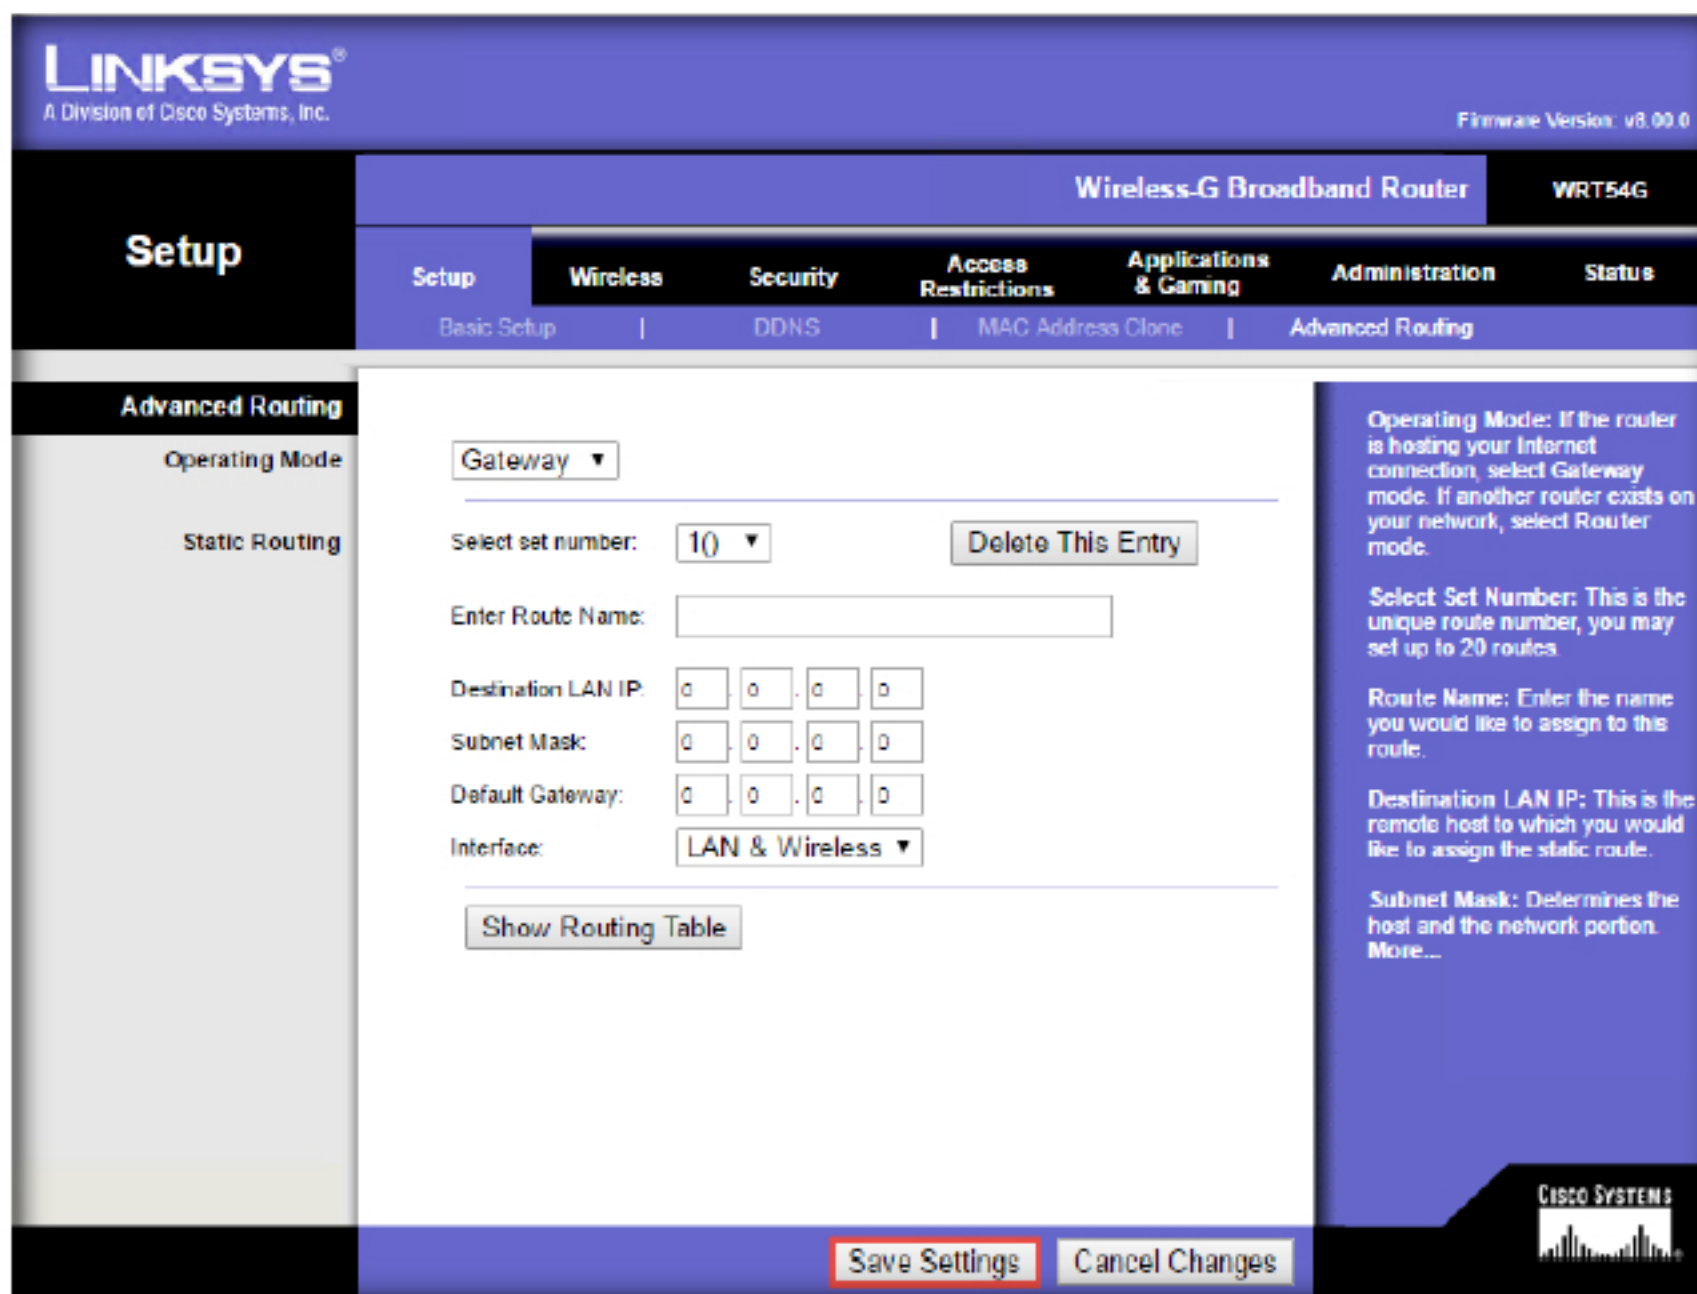 LINKSYS®
A Division of Cisco Systems, Inc.
Firmware Version: v8.00.0
Wireless-G Broadband Router WRT54G
Setup
Setup Wireless Security Access Restrictions Applications & Gaming Administration Status
Basic Setup | DDNS | MAC Address Clone | Advanced Routing
Advanced Routing
Operating Mode
Gateway
Static Routing
Select set number: 1() Delete This Entry
Enter Route Name:
Destination LAN IP: 0 . 0 . 0 . 0
Subnet Mask: 0 . 0 . 0 . 0
Default Gateway: 0 . 0 . 0 . 0
Interface: LAN & Wireless
Show Routing Table
Operating Mode: If the router
is hosting your Internet
connection, select Gateway
mode. If another router exists on
your network, select Router
mode.
Select Set Number: This is the
unique route number, you may
set up to 20 routes.
Route Name: Enter the name
you would like to assign to this
route.
Destination LAN IP: This is the
remote host to which you would
like to assign the static route.
Subnet Mask: Determines the
host and the network portion.
More...
Save Settings Cancel Changes
CISCO SYSTEMS